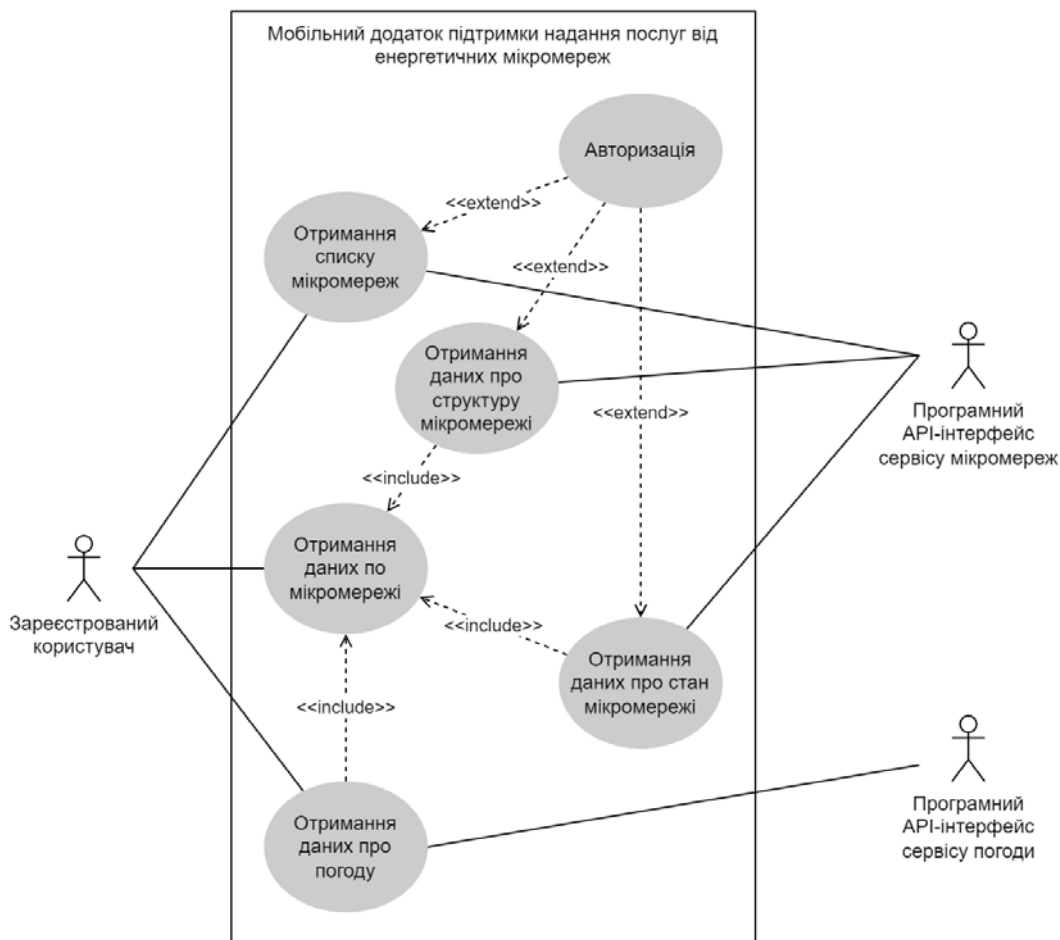 Мобільний додаток підтримки надання послуг від
енергетичних мікромереж
Авторизація
<<extend>>
Отримання
списку
мікромереж
<<extend>>
Отримання
даних про
структуру
мікромережі
<<extend>>
Програмний
API-інтерфейс
сервісу мікромереж
<<include>>
Отримання
даних по
мікромережі
Зареєстрований
користувач
<<include>>
Отримання
даних про стан
мікромережі
<<include>>
Отримання
даних про
погоду
Програмний
API-інтерфейс
сервісу погоди